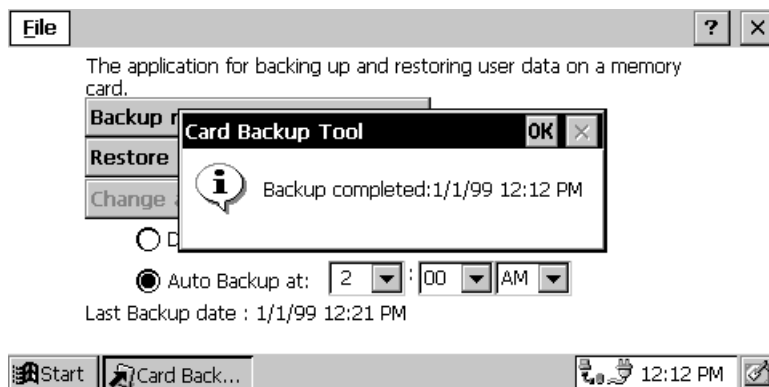 File ? ×
The application for backing up and restoring user data on a memory
card.
Backup
Card Backup Tool OK ×
Restore
Backup completed:1/1/99 12:12 PM
Change
Auto Backup at: 2 : 00 AM
Last Backup date : 1/1/99 12:21 PM
Start Card Back... 12:12 PM